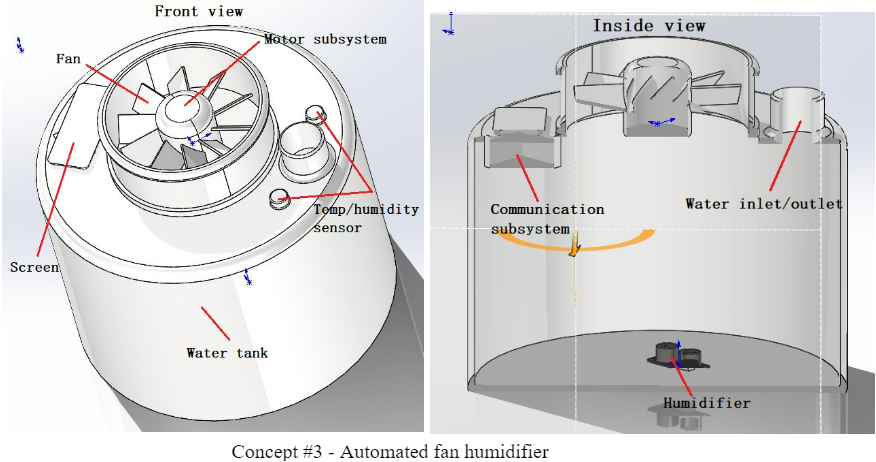 Front view
Motor subsystem
Fan
Temp/humidity
sensor
Screen
Water tank
Inside view
Communication
subsystem
Water inlet/outlet
Humidifier
Concept #3 - Automated fan humidifier